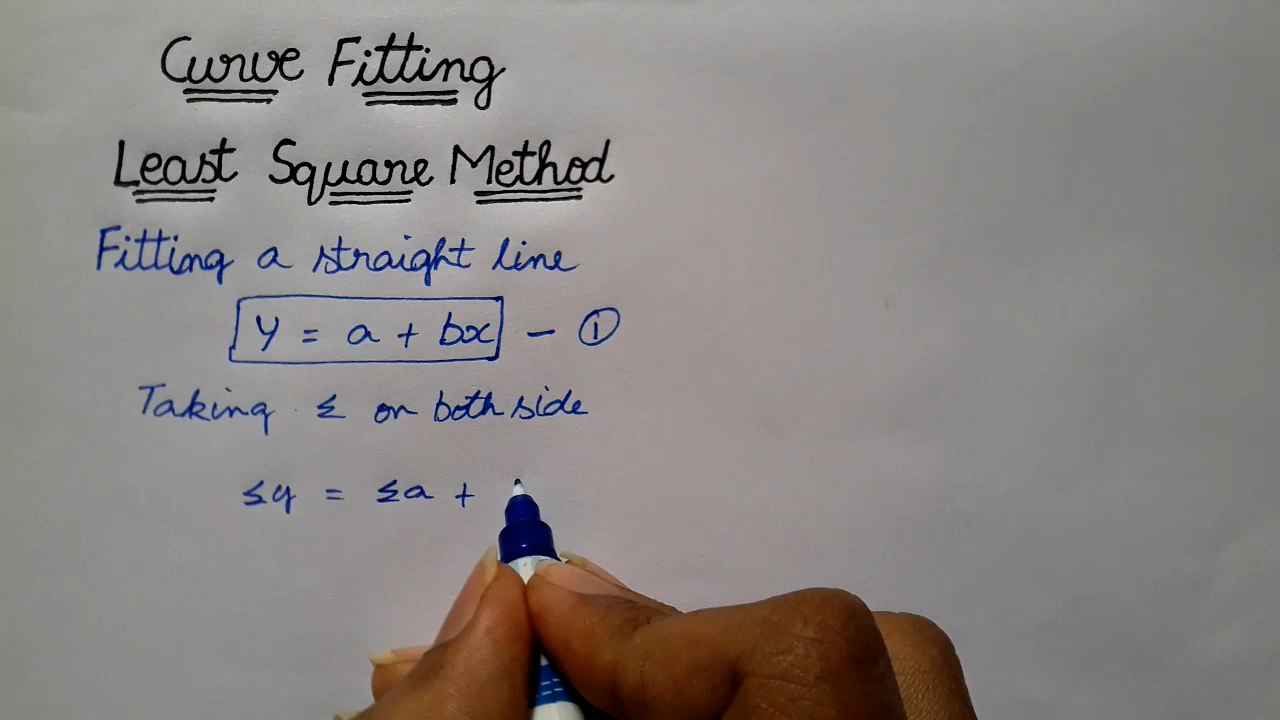 Curve Fitting
Least Square Method
Fitting a straight line
y = a + bx - ①
Taking Σ on both side
Σy = Σa +